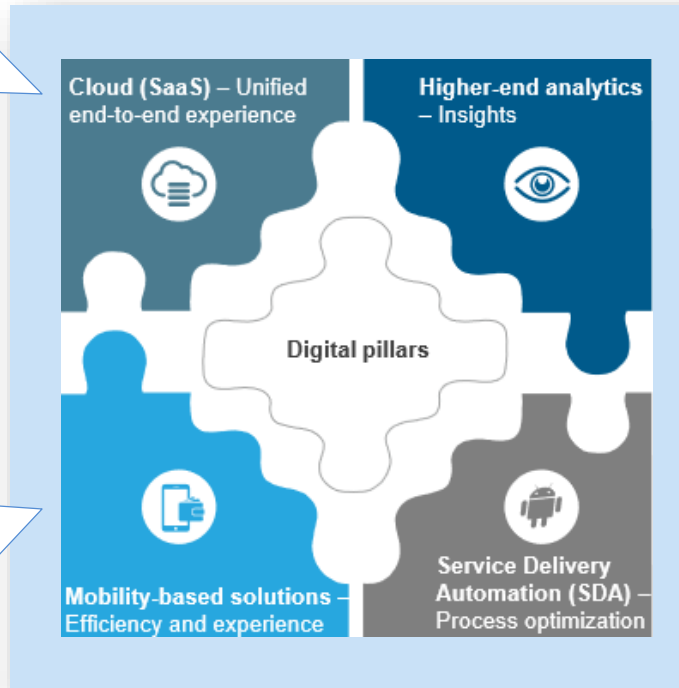 Cloud (SaaS) – Unified
end-to-end experience
Higher-end analytics
– Insights
Digital pillars
Mobility-based solutions –
Efficiency and experience
Service Delivery
Automation (SDA) –
Process optimization